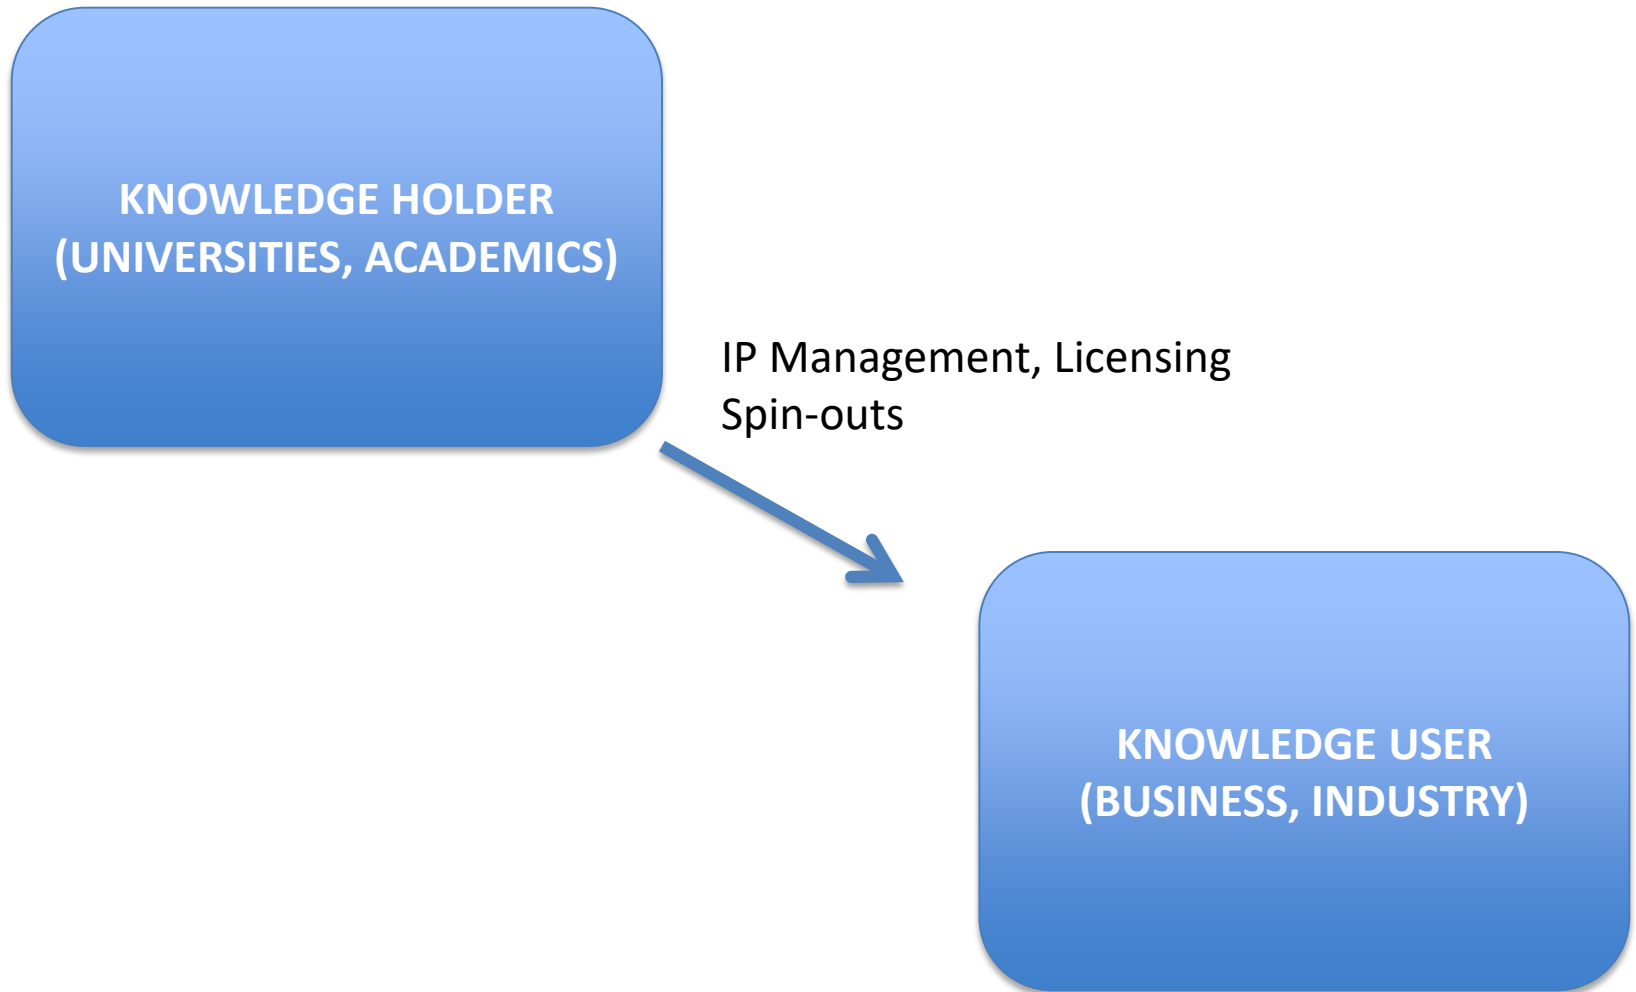 KNOWLEDGE HOLDER
(UNIVERSITIES, ACADEMICS)
IP Management, Licensing
Spin-outs
KNOWLEDGE USER
(BUSINESS, INDUSTRY)